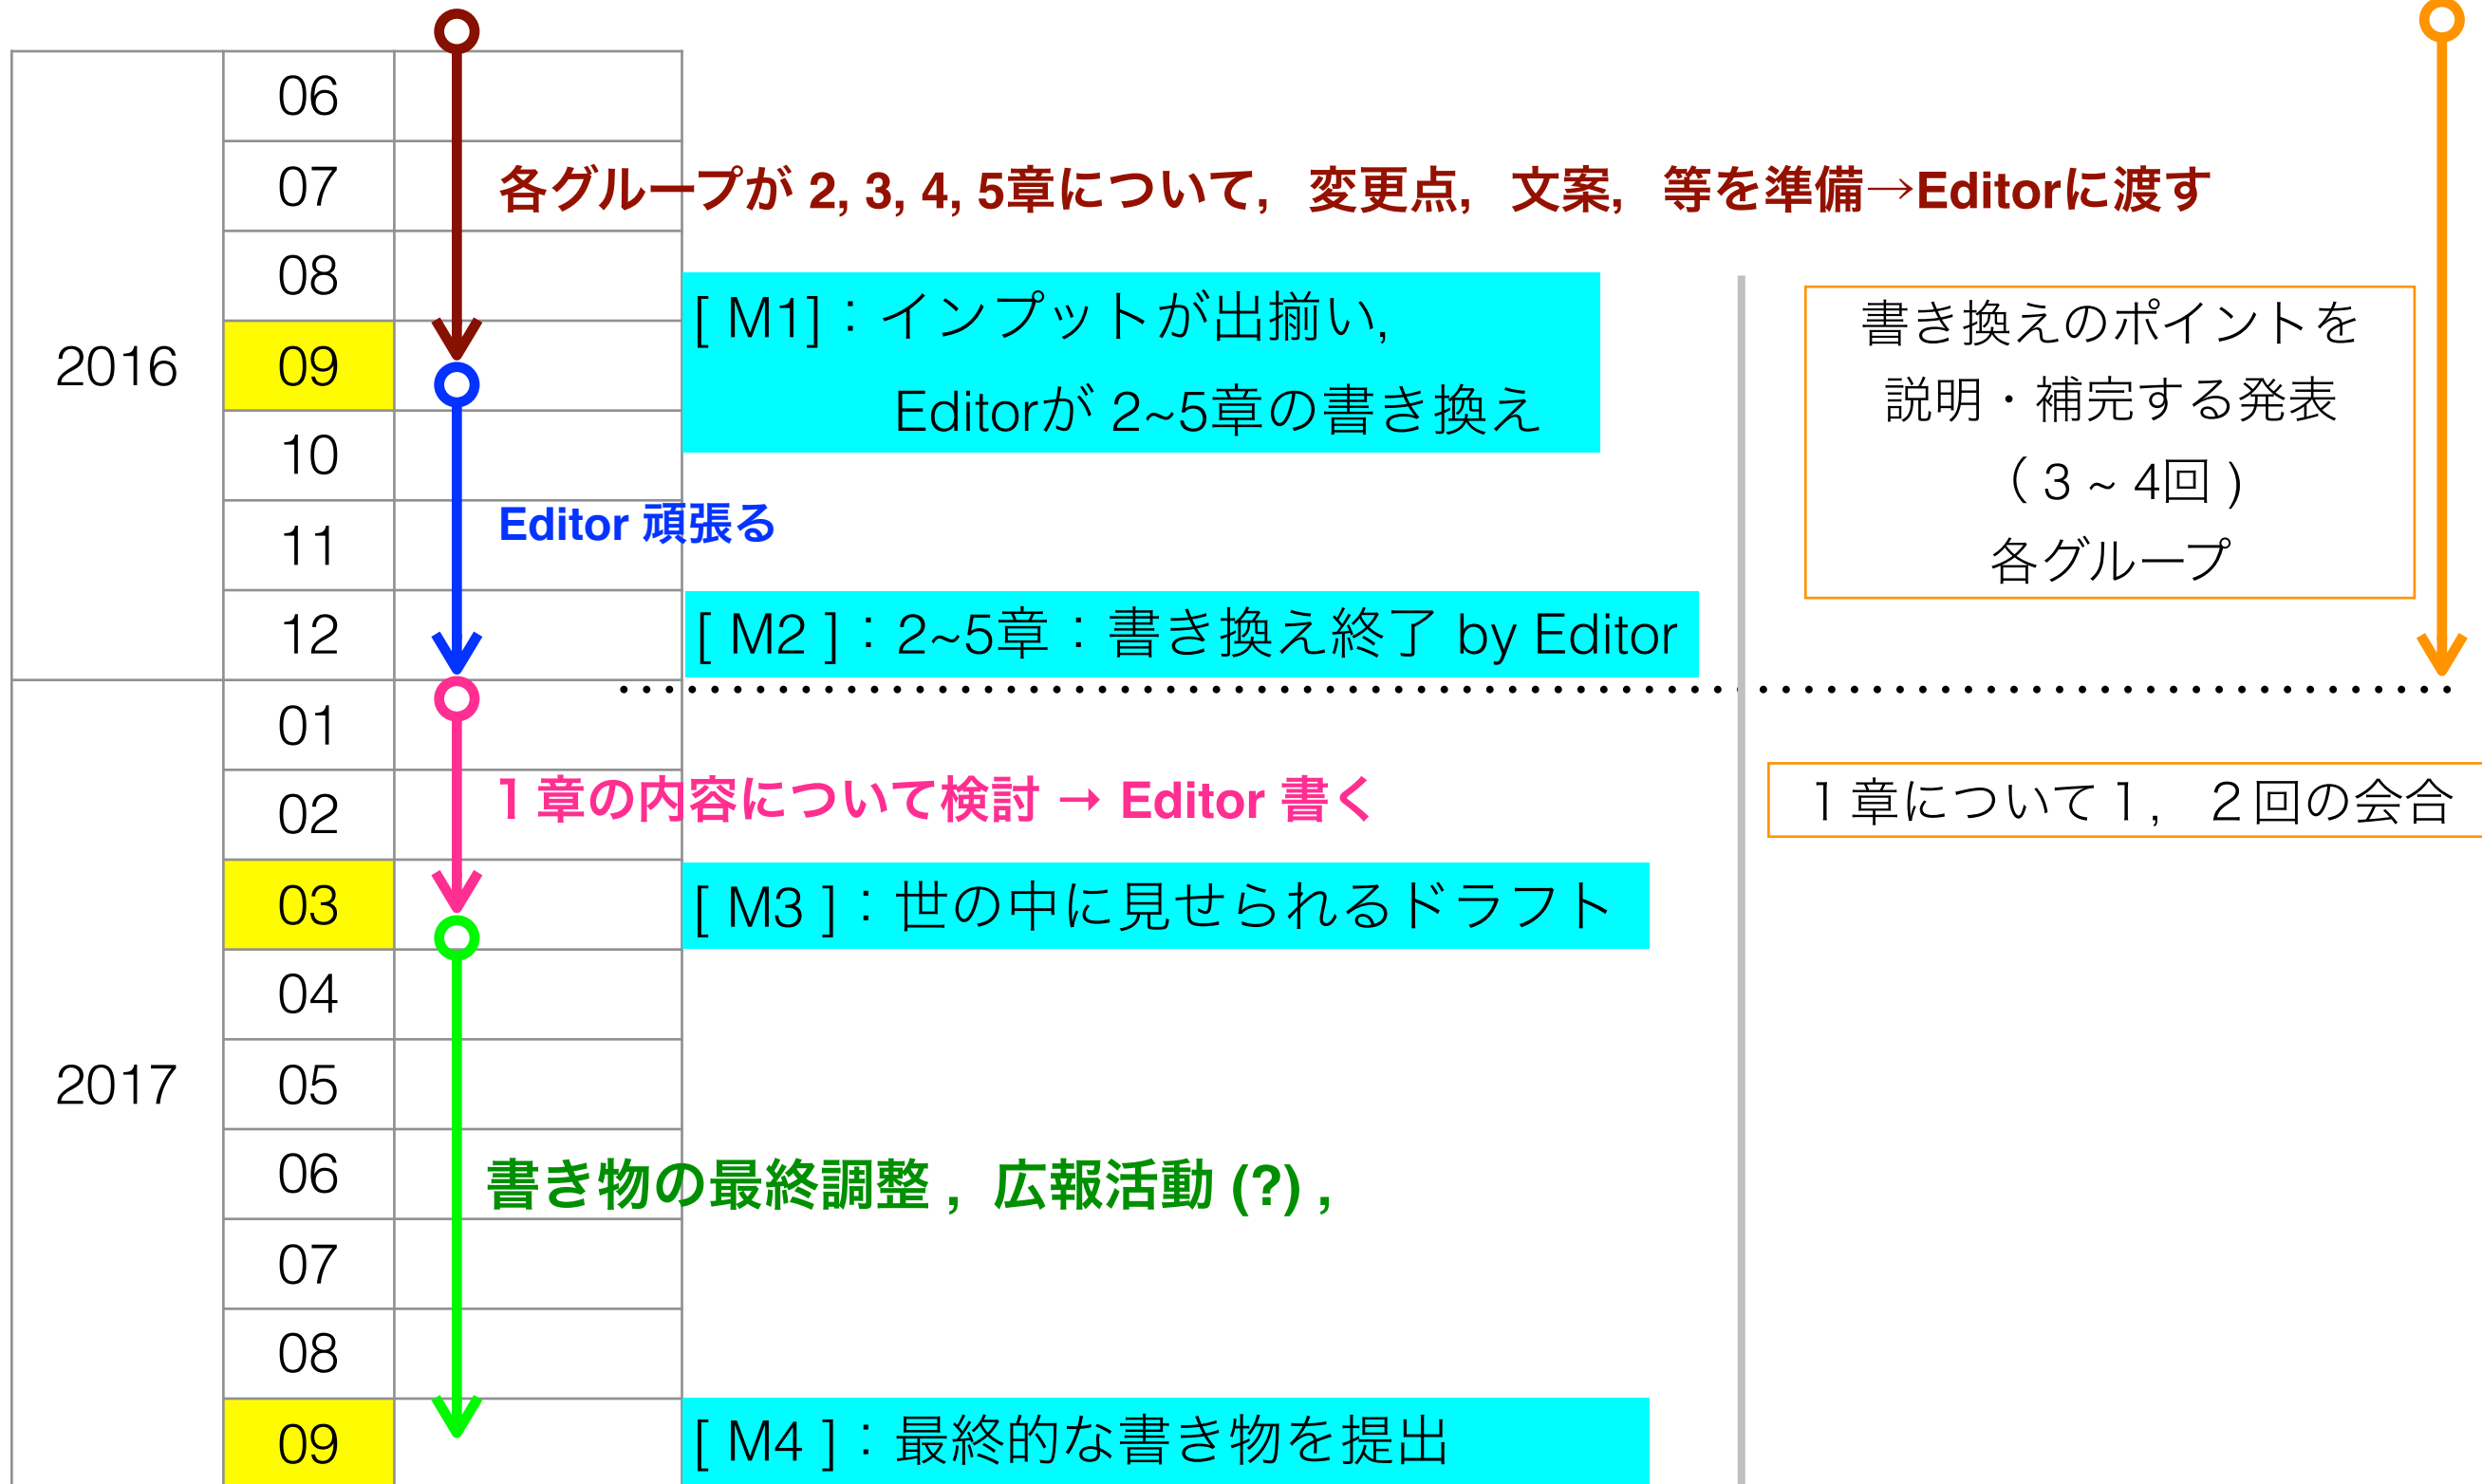 2016
06
07
08
09
10
11
12
各グループが 2, 3, 4, 5章について，変更点， 文案，等を準備→Editorに渡す
[ M1]：インプットが出揃い，
Editorが 2~5章の書き換え
Editor 頑張る
[ M2 ]：2~5章：書き換え終了 by Editor
書き換えのポイントを
説明・補完する発表
( 3 ~ 4回 )
各グループ
2017
01
02
03
04
05
06
07
08
09
1章の内容について検討 → Eitor 書く
[ M3 ]：世の中に見せられるドラフト
1 章について 1， 2 回の会合
書き物の最終調整 , 広報活動 (?) ,
[ M4 ]：最終的な書き物を提出